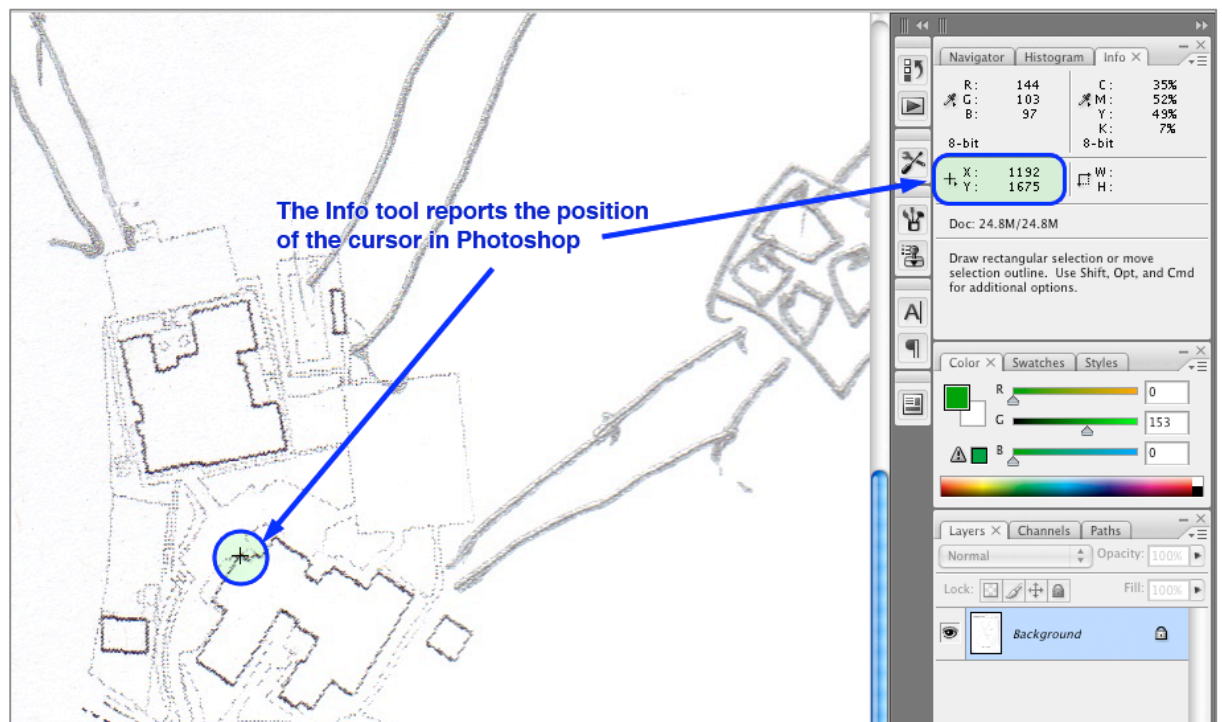 The Info tool reports the position
of the cursor in Photoshop
Navigator Histogram Info ×
R: 144 C: 35%
G: 103 M: 52%
B: 97 Y: 49%
K: 7%
8-bit 8-bit
X: 1192 W:
Y: 1675 H:
Doc: 24.8M/24.8M
Draw rectangular selection or move
selection outline. Use Shift, Opt, and Cmd
for additional options.
Color × Swatches Styles
R 0
G 153
B 0
Layers × Channels Paths
Normal Opacity: 100%
Lock: Fill: 100%
Background